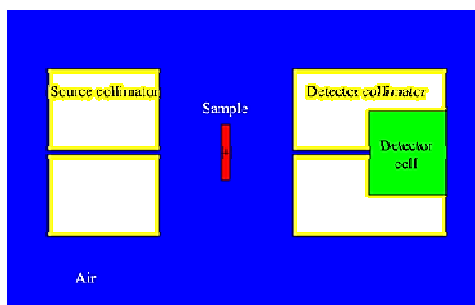 Source collimator
Detector collimator
Sample
Detector
cell
Air